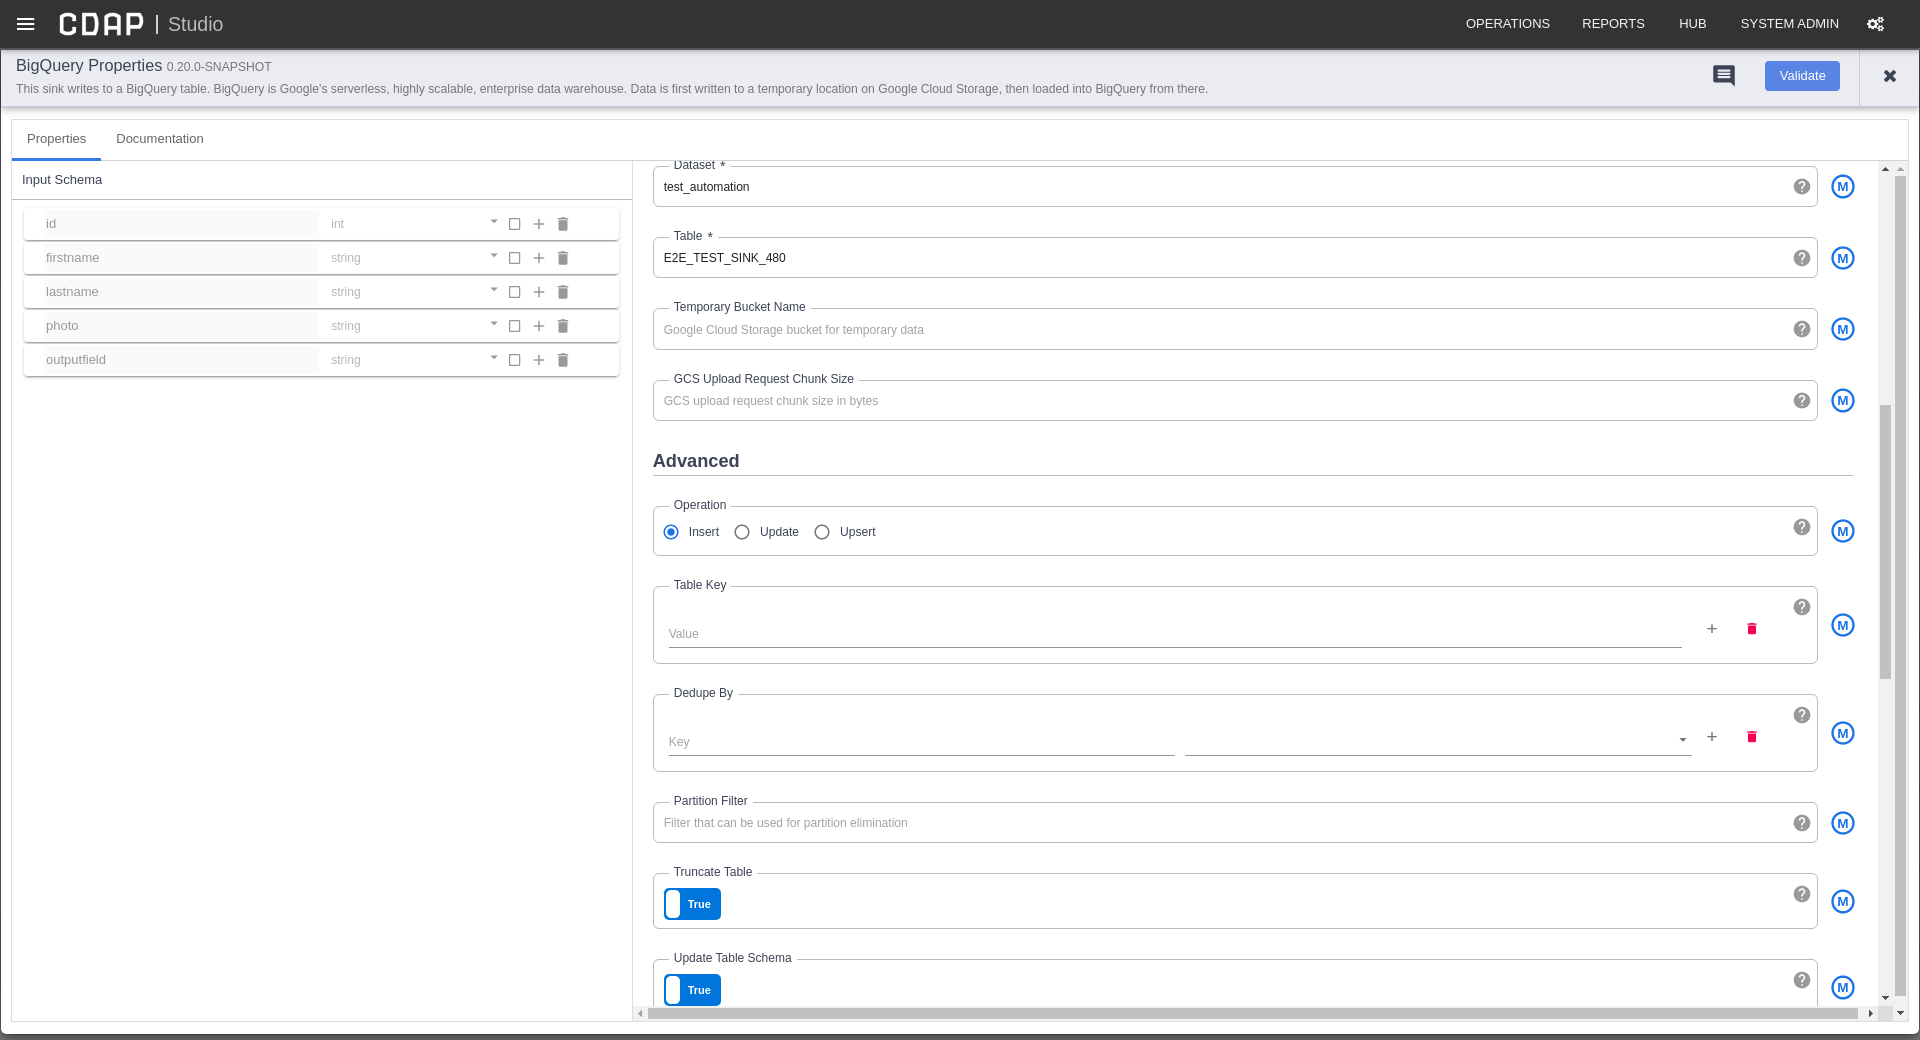 CDAP | Studio
OPERATIONS REPORTS HUB SYSTEM ADMIN
BigQuery Properties 0.20.0-SNAPSHOT
This sink writes to a BigQuery table. BigQuery is Google's serverless, highly scalable, enterprise data warehouse. Data is first written to a temporary location on Google Cloud Storage, then loaded into BigQuery from there.
Validate
Properties Documentation
Input Schema
id int
firstname string
lastname string
photo string
outputfield string
Dataset *
test_automation
M
Table *
E2E_TEST_SINK_480
M
Temporary Bucket Name
Google Cloud Storage bucket for temporary data
M
GCS Upload Request Chunk Size
GCS upload request chunk size in bytes
M
Advanced
Operation
Insert Update Upsert
M
Table Key
Value
M
Dedupe By
Key
M
Partition Filter
Filter that can be used for partition elimination
M
Truncate Table
True
M
Update Table Schema
True
M